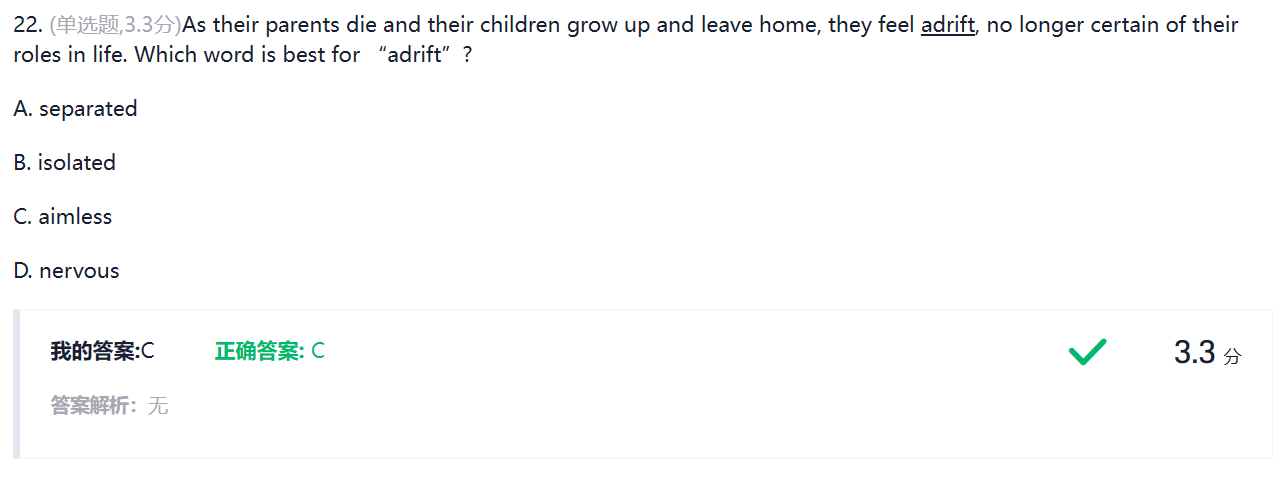 22. (单选题,3.3分)As their parents die and their children grow up and leave home, they feel adrift, no longer certain of their
roles in life. Which word is best for “adrift”?
A. separated
B. isolated
C. aimless
D. nervous
我的答案:C 正确答案: C 3.3 分
答案解析: 无